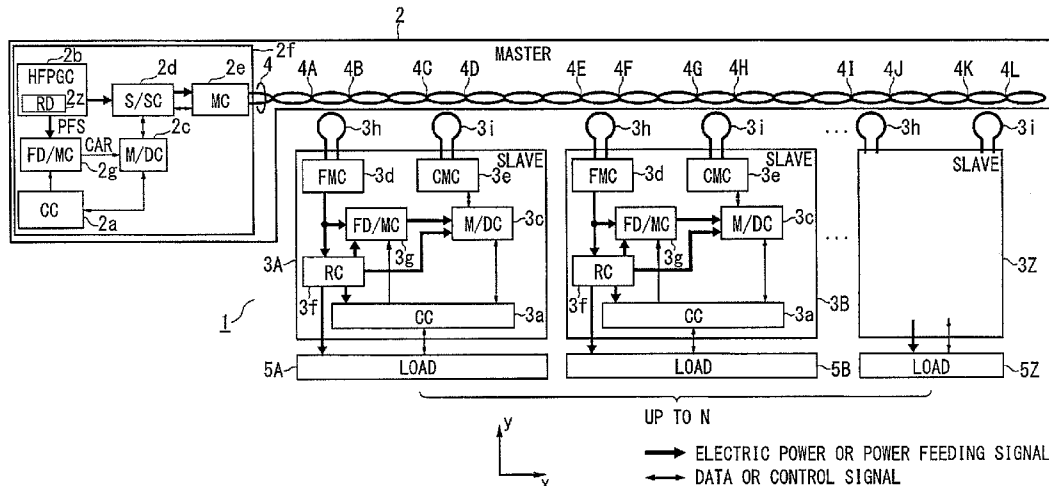 2
2f
MASTER
2b
HFPGC
RD
2z
2d
S/SC
2e
MC
4
4A
4B
4C
4D
4E
4F
4G
4H
4I
4J
4K
4L
PFS
CAR
2c
M/DC
FD/MC
2g
CC
2a
3h
3i
3h
3i
...
3h
3i
SLAVE
FMC
3d
CMC
3e
FD/MC
3g
M/DC
3c
RC
3f
CC
3a
3A
SLAVE
FMC
3d
CMC
3e
FD/MC
3g
M/DC
3c
RC
3f
CC
3a
3B
SLAVE
...
3Z
1
5A
LOAD
LOAD
5B
LOAD
5Z
UP TO N
y
x
ELECTRIC POWER OR POWER FEEDING SIGNAL
DATA OR CONTROL SIGNAL